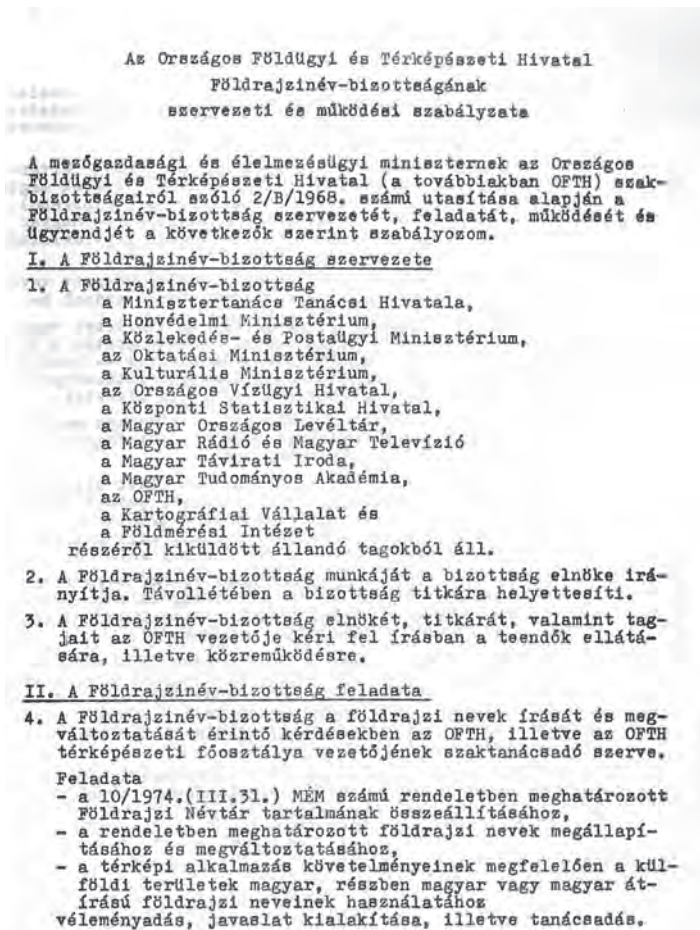 Az Országos Földügyi és Térképészeti Hivatal
Földrajzinév-bizottságának
szervezeti és működési szabályzata
A mezőgazdasági és élelmezésügyi miniszternek az Országos
Földügyi és Térképészeti Hivatal (a továbbiakban OFTH) szak-
bizottságairól szóló 2/B/1968. számú utasítása alapján a
Földrajzinév-bizottság szervezetét, feladatát, működését és
ügyrendjét a következők szerint szabályozom.
I. A Földrajzinév-bizottság szervezete
1. A Földrajzinév-bizottság
a Minisztertanács Tanácsi Hivatala,
a Honvédelmi Minisztérium,
a Közlekedés- és Postaügyi Minisztérium,
az Oktatási Minisztérium,
a Kulturális Minisztérium,
az Országos Vízügyi Hivatal,
a Központi Statisztikai Hivatal,
a Magyar Országos Levéltár,
a Magyar Rádió és Magyar Televízió
a Magyar Távirati Iroda,
a Magyar Tudományos Akadémia,
az OFTH,
a Kartográfiai Vállalat és
a Földmérési Intézet
részéről kiküldött állandó tagokból áll.
2. A Földrajzinév-bizottság munkáját a bizottság elnöke irá-
nyítja. Távollétében a bizottság titkára helyettesíti.
3. A Földrajzinév-bizottság elnökét, titkárát, valamint tag-
jait az OFTH vezetője kéri fel írásban a teendők ellátá-
sára, illetve közreműködésre.
II. A Földrajzinév-bizottság feladata
4. A Földrajzinév-bizottság a földrajzi nevek írását és meg-
változtatását érintő kérdésekben az OFTH, illetve az OFTH
térképészeti főosztálya vezetőjének szaktanácsadó szerve.
Feladata
- a 10/1974.(III.31.) MÉM számú rendeletben meghatározott
Földrajzi Névtár tartalmának összeállításához,
- a rendeletben meghatározott földrajzi nevek megállapí-
tásához és megváltoztatásához,
- a térképi alkalmazás követelményeinek megfelelően a kül-
földi területek magyar, részben magyar vagy magyar át-
írású földrajzi neveinek használatához
véleményadás, javaslat kialakítása, illetve tanácsadás.